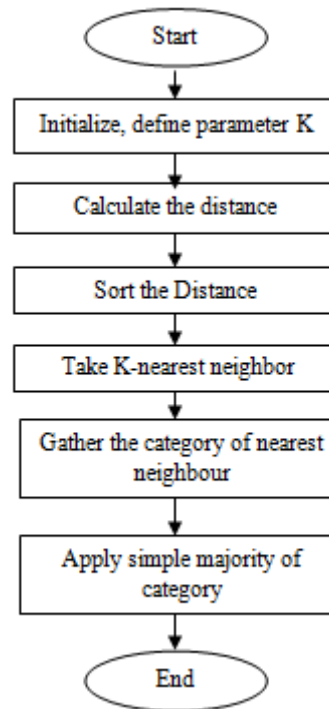 Start
Initialize, define parameter K
Calculate the distance
Sort the Distance
Take K-nearest neighbor
Gather the category of nearest
neighbour
Apply simple majority of
category
End